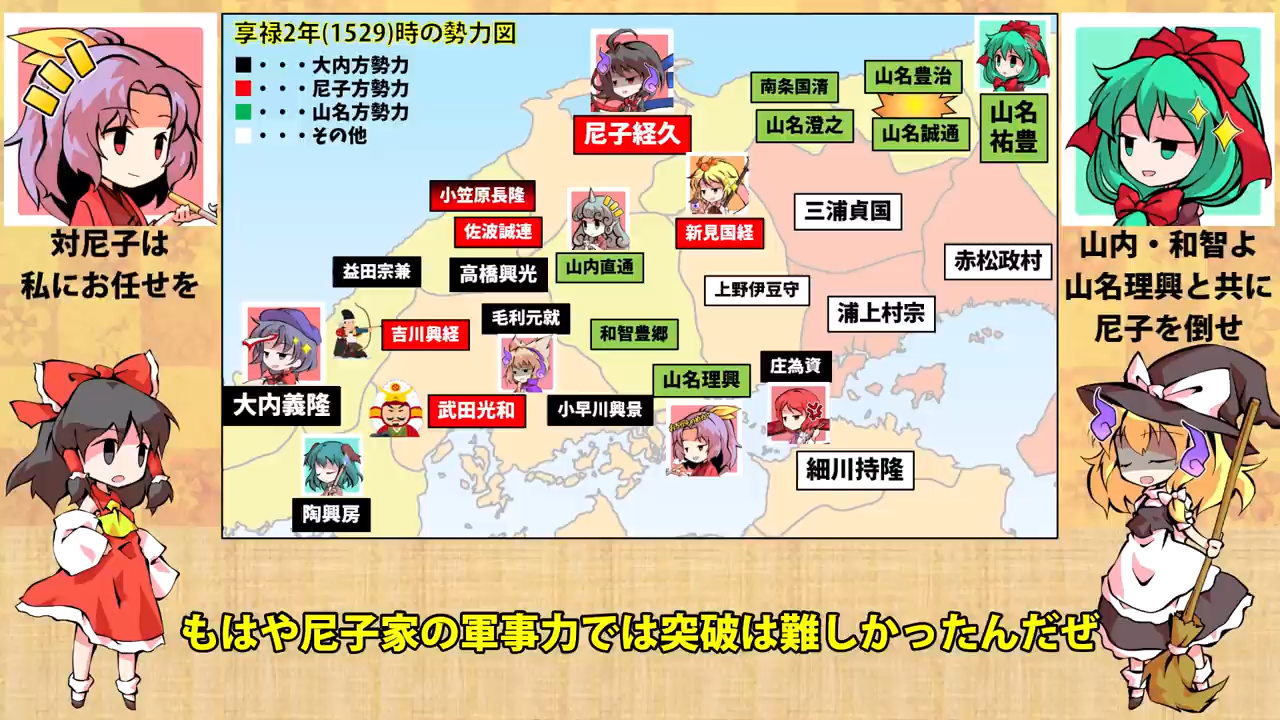 享禄2年(1529)時の勢力図
■・・・大内方勢力
■・・・尼子方勢力
■・・・山名方勢力
■・・・その他
対尼子は
私にお任せを
山内・和智よ
山名理興と共に
尼子を倒せ
尼子経久
南条国清
山名豊治
山名澄之
山名誠通
山名
祐豊
小笠原長隆
佐波誠連
新見国経
三浦貞国
益田宗兼
高橋興光
山内直通
赤松政村
上野伊豆守
浦上村宗
吉川興経
毛利元就
和智豊郷
山名理興
庄為資
大内義隆
武田光和
小早川興景
細川持隆
陶興房
もはや尼子家の軍事力では突破は難しかったんだぜ